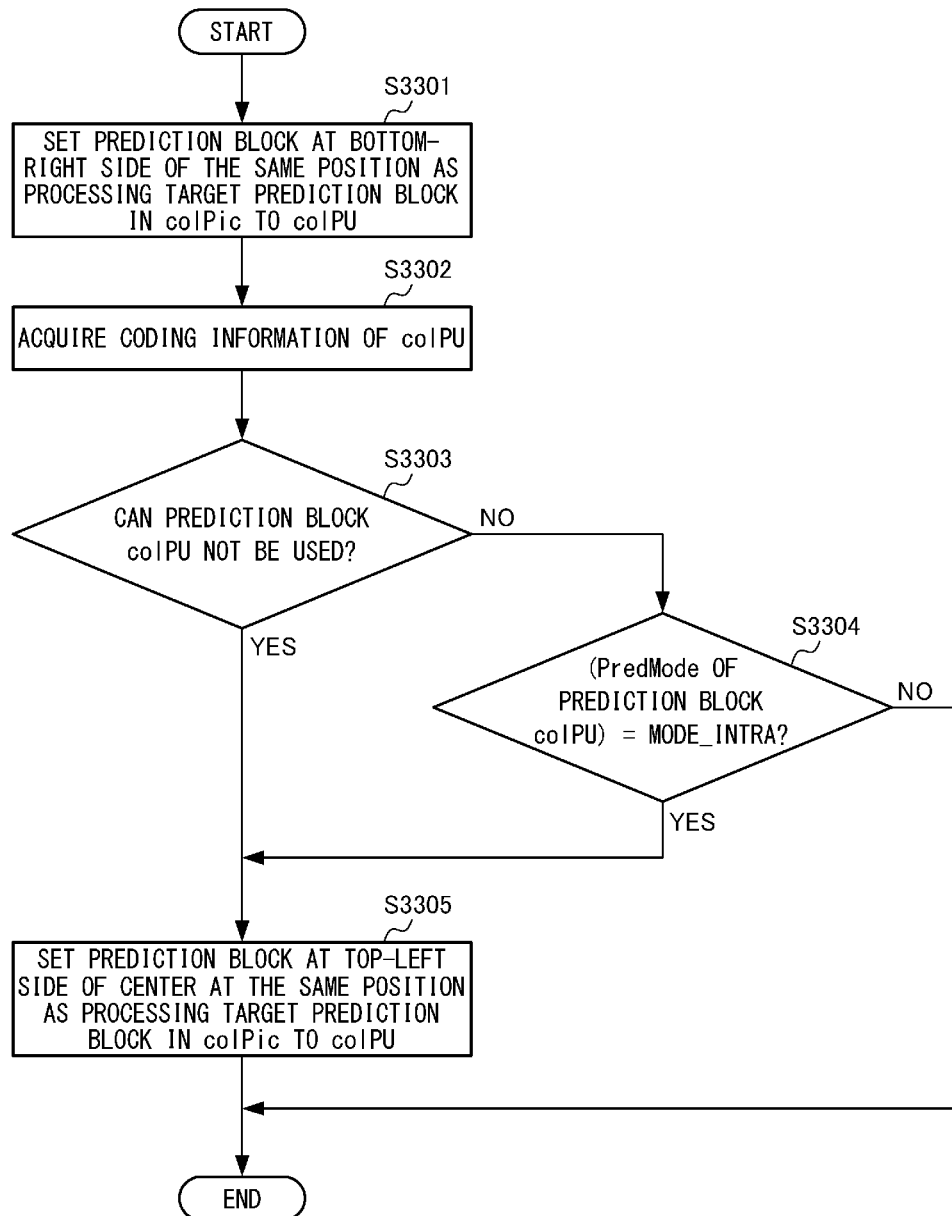 START
S3301
SET PREDICTION BLOCK AT BOTTOM-
RIGHT SIDE OF THE SAME POSITION AS
PROCESSING TARGET PREDICTION BLOCK
IN colPic TO colPU
S3302
ACQUIRE CODING INFORMATION OF colPU
S3303
CAN PREDICTION BLOCK
colPU NOT BE USED?
NO
YES
S3304
(PredMode OF
PREDICTION BLOCK
colPU) = MODE_INTRA?
NO
YES
S3305
SET PREDICTION BLOCK AT TOP-LEFT
SIDE OF CENTER AT THE SAME POSITION
AS PROCESSING TARGET PREDICTION
BLOCK IN colPic TO colPU
END